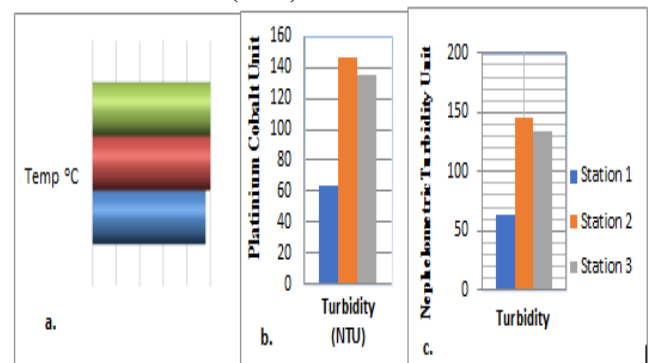 Temp °C
a.
Platinium Cobalt Unit
160
140
120
100
80
60
40
20
0
Turbidity
(NTU)
b.
Nephelometric Turbidity Unit
200
150
100
50
0
Turbidity
c.
Station 1
Station 2
Station 3